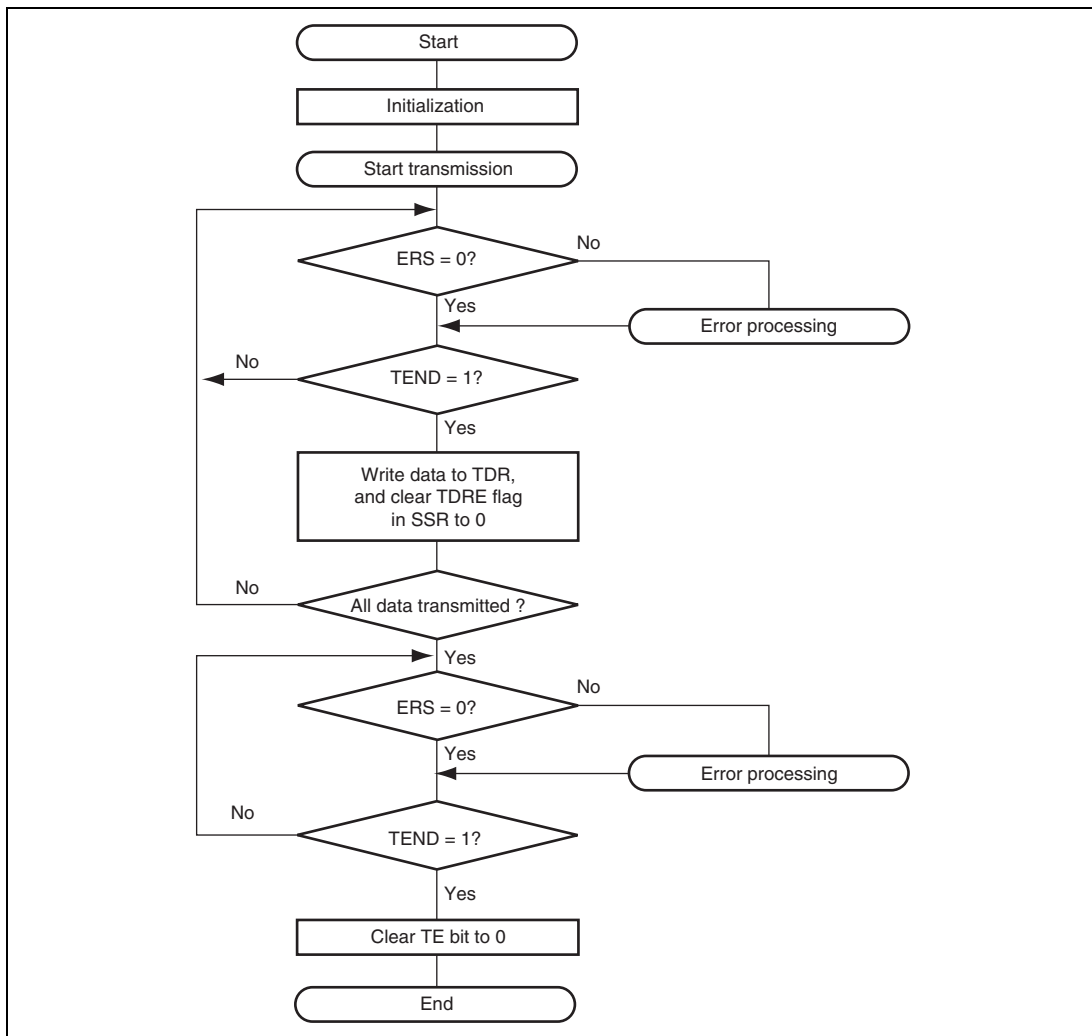 Start
Initialization
Start transmission
ERS = 0?
No
Yes
Error processing
No
TEND = 1?
Yes
Write data to TDR,
and clear TDRE flag
in SSR to 0
No
All data transmitted ?
Yes
ERS = 0?
No
Yes
Error processing
No
TEND = 1?
Yes
Clear TE bit to 0
End